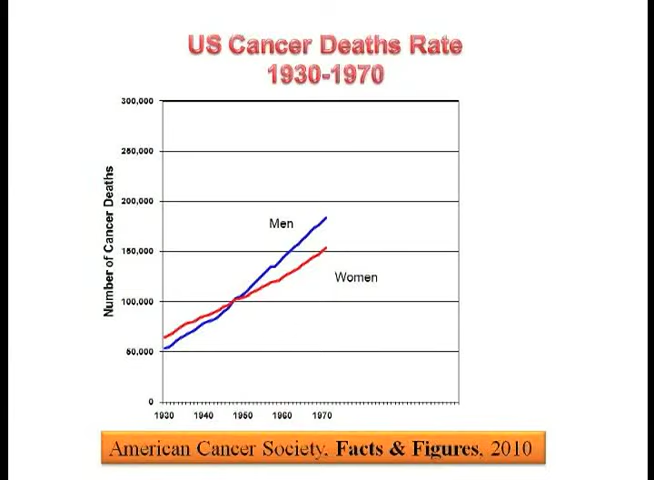 US Cancer Deaths Rate
1930-1970
300,000
250,000
200,000
150,000
100,000
50,000
0
Number of Cancer Deaths
Men
Women
1930 1940 1950 1960 1970
American Cancer Society, Facts & Figures, 2010